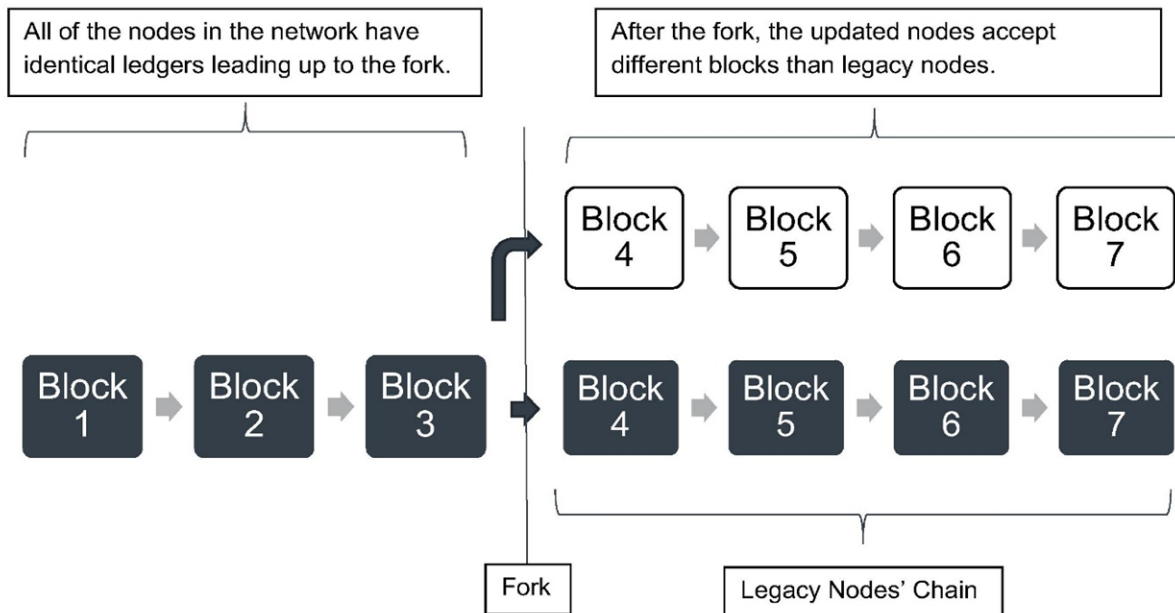 All of the nodes in the network have
identical ledgers leading up to the fork.
After the fork, the updated nodes accept
different blocks than legacy nodes.
Block
4
Block
5
Block
6
Block
7
Block
1
Block
2
Block
3
Block
4
Block
5
Block
6
Block
7
Fork
Legacy Nodes’ Chain